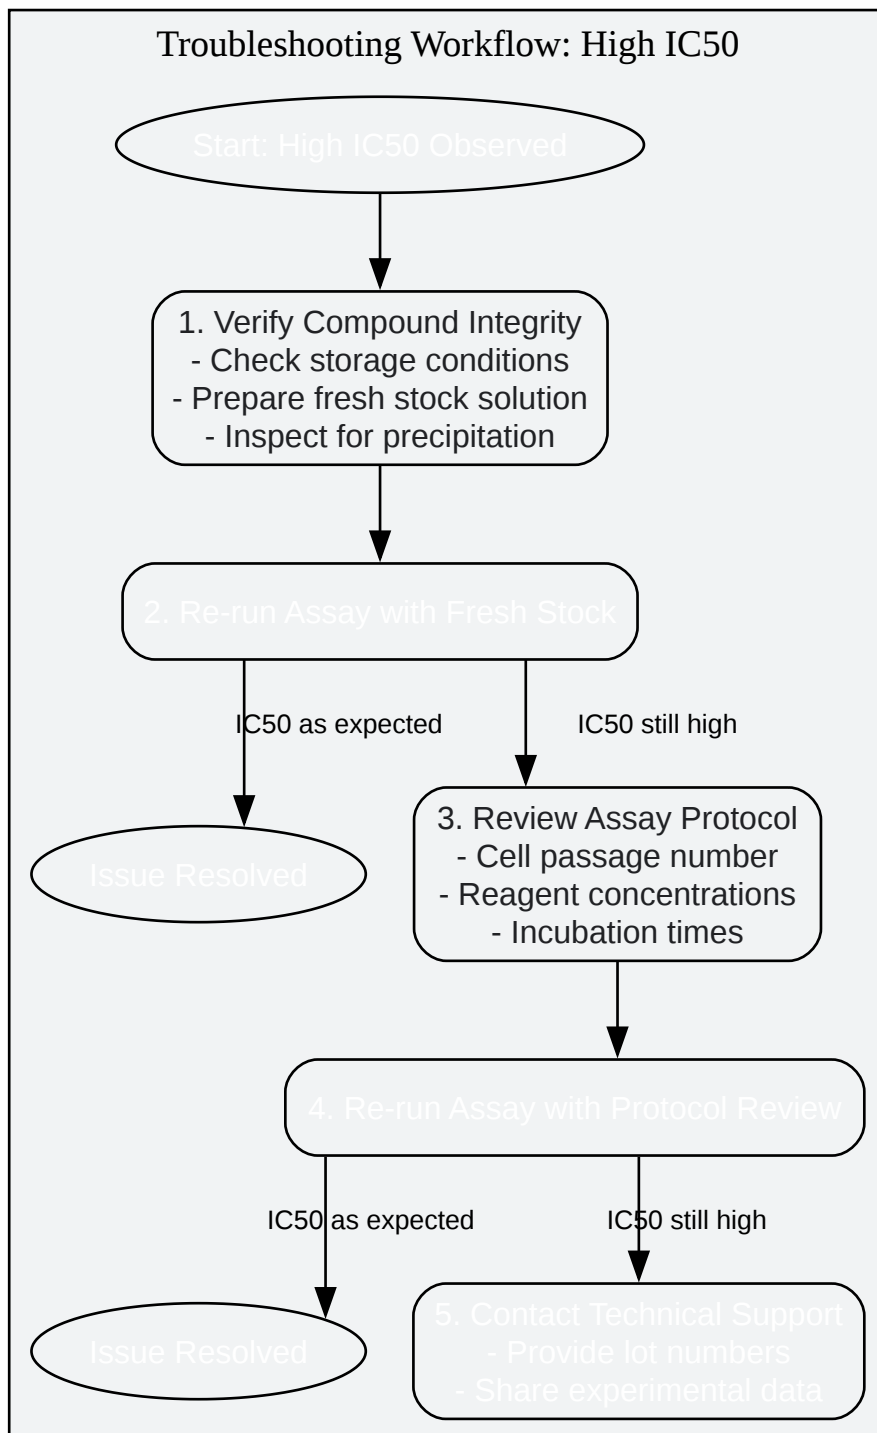 Troubleshooting Workflow: High IC50
Start: High IC50 Observed
1. Verify Compound Integrity
- Check storage conditions
- Prepare fresh stock solution
- Inspect for precipitation
2. Re-run Assay with Fresh Stock
IC50 as expected
IC50 still high
Issue Resolved
3. Review Assay Protocol
- Cell passage number
- Reagent concentrations
- Incubation times
4. Re-run Assay with Protocol Review
IC50 as expected
IC50 still high
Issue Resolved
5. Contact Technical Support
- Provide lot numbers
- Share experimental data